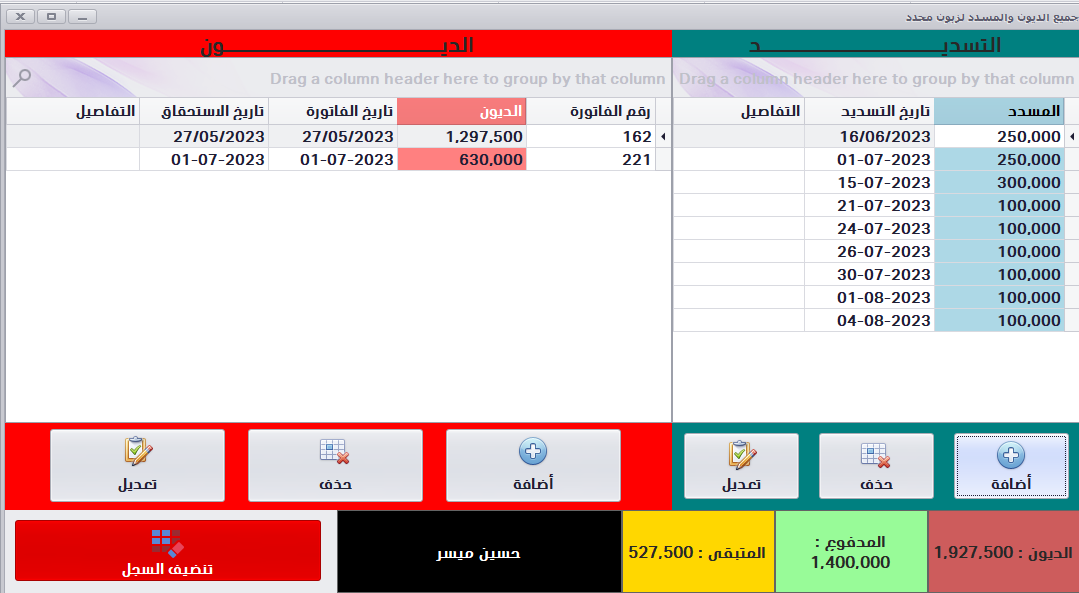 جميع الديون والمسدد لزبون محدد
التسديـــــــــــــــــــد
الديـــــــــــــــــــــون
Drag a column header here to group by that column
Drag a column header here to group by that column
المسدد تاريخ التسديد التفاصيل
250,000 16/06/2023
250,000 01-07-2023
300,000 15-07-2023
100,000 21-07-2023
100,000 24-07-2023
100,000 26-07-2023
100,000 30-07-2023
100,000 01-08-2023
100,000 04-08-2023
رقم الفاتورة الديون تاريخ الفاتورة تاريخ الاستحقاق التفاصيل
162 1,297,500 27/05/2023 27/05/2023
221 630,000 01-07-2023 01-07-2023
أضافة
حذف
تعديل
أضافة
حذف
تعديل
الديون : 1,927,500
المدفوع :
1,400,000
المتبقي : 527,500
حسين ميسر
تنضيف السجل